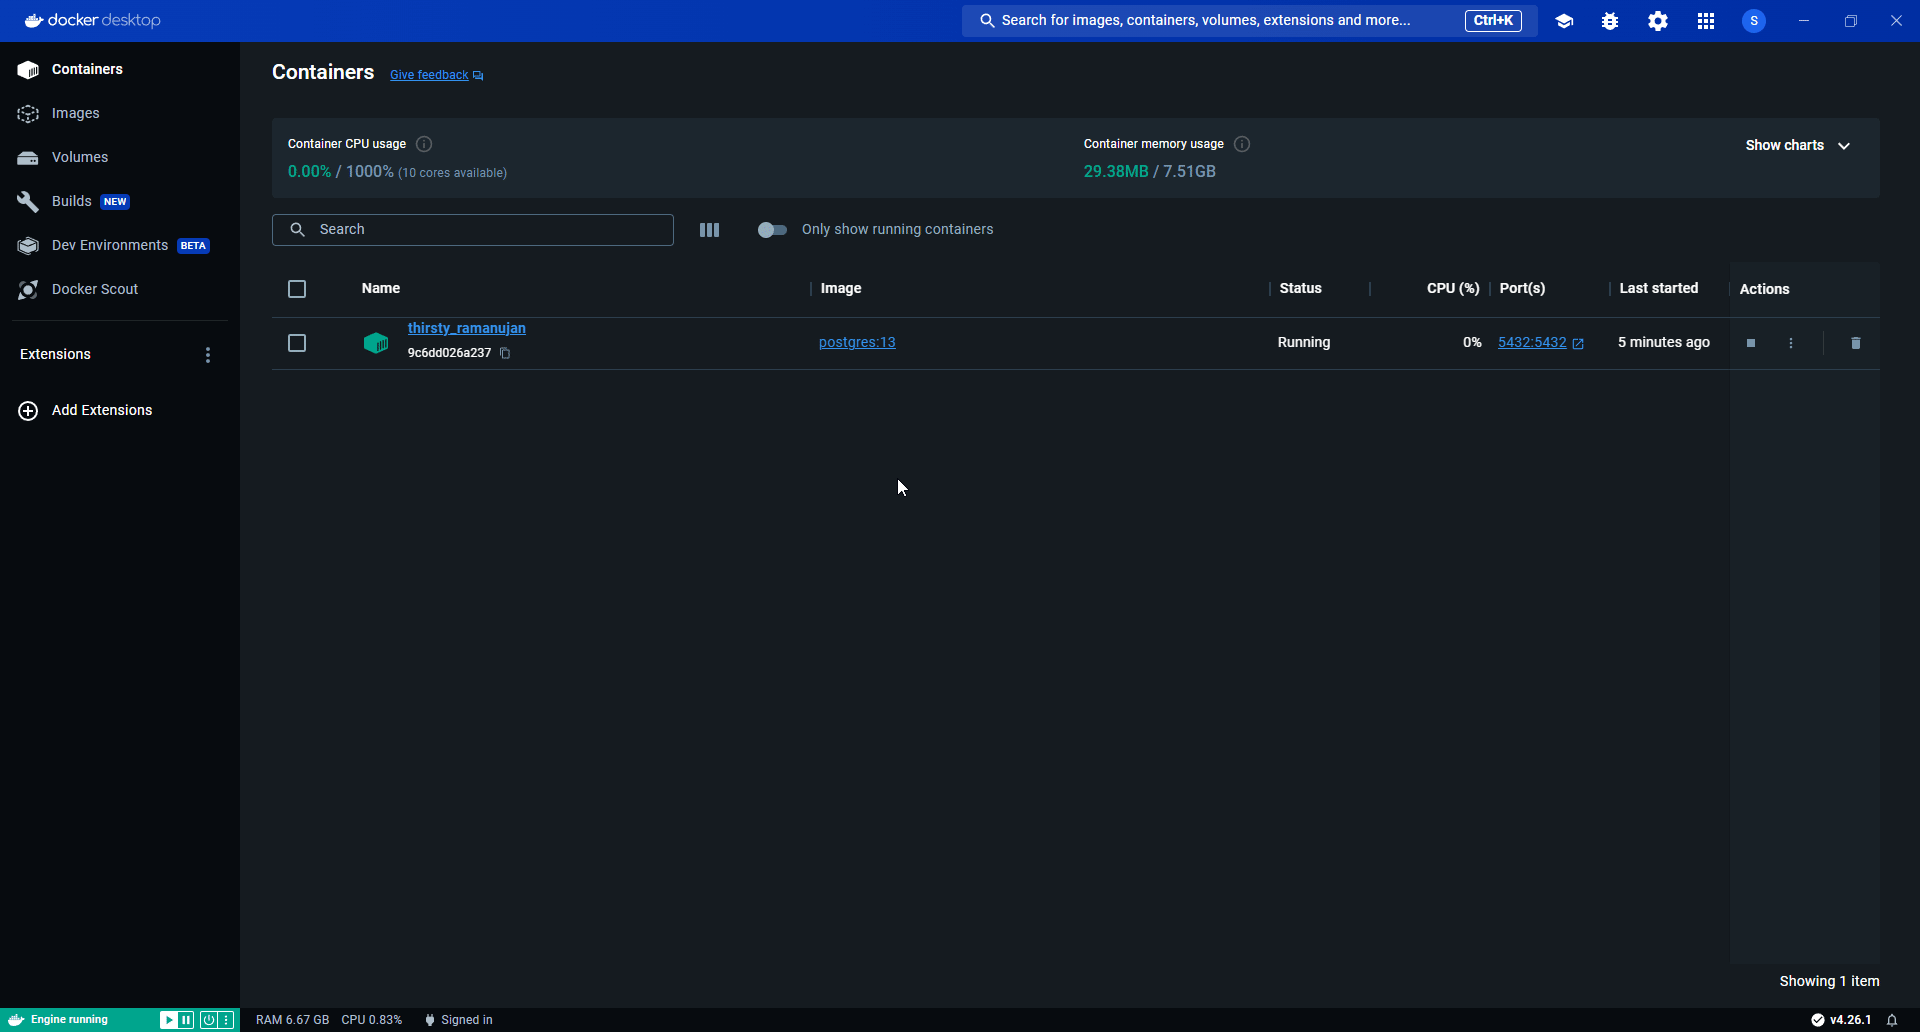 docker desktop
Search for images, containers, volumes, extensions and more... Ctrl+K
S
Containers
Images
Volumes
Builds NEW
Dev Environments BETA
Docker Scout
Extensions
Add Extensions
Containers Give feedback
Container CPU usage
0.00% / 1000% (10 cores available)
Container memory usage
29.38MB / 7.51GB
Show charts
Search
Only show running containers
Name Image Status CPU (%) Port(s) Last started Actions
thirsty_ramanujan
9c6dd026a237
postgres:13 Running 0% 5432:5432 5 minutes ago
Showing 1 item
Engine running
RAM 6.67 GB CPU 0.83% Signed in
v4.26.1